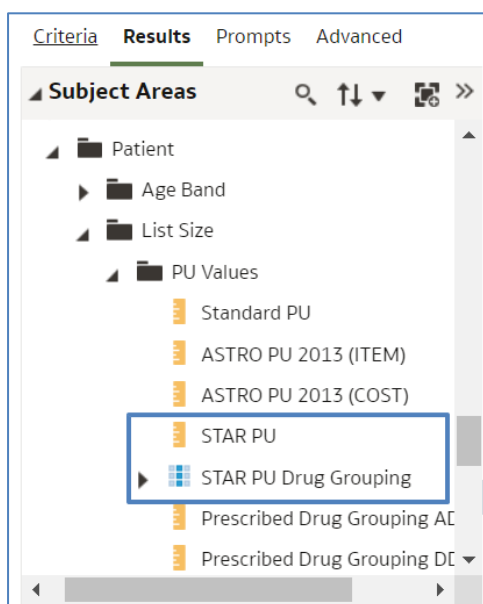 Criteria Results Prompts Advanced
Subject Areas
Patient
Age Band
List Size
PU Values
Standard PU
ASTRO PU 2013 (ITEM)
ASTRO PU 2013 (COST)
STAR PU
STAR PU Drug Grouping
Prescribed Drug Grouping AD
Prescribed Drug Grouping DD